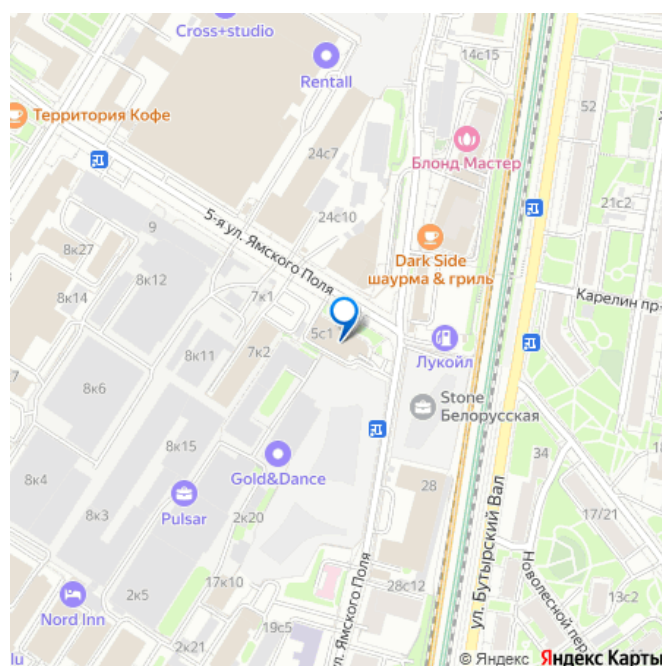 Cross+studio
14с15
Rentall
52
Территория Кофе
24с7
Блонд Мастер
21с2
9
24с10
5-я ул. Ямского Поля
Dark Side
шаурма & гриль
8к27
8к12
7к1
Карелин пр-
8к14
5с1
8к11
7к2
Лукойл
8к6
Stone
Белорусская
8к15
34
8к4
Gold&Dance
28
8к3
Pulsar
2к20
17/21
ул. Бутырский Вал
Новолесной пер.
17к10
28с12
13с2
2к5
Nord Inn
ул. Ямского Поля
19с5
2к21
lu
© Яндекс Яндекс Карты